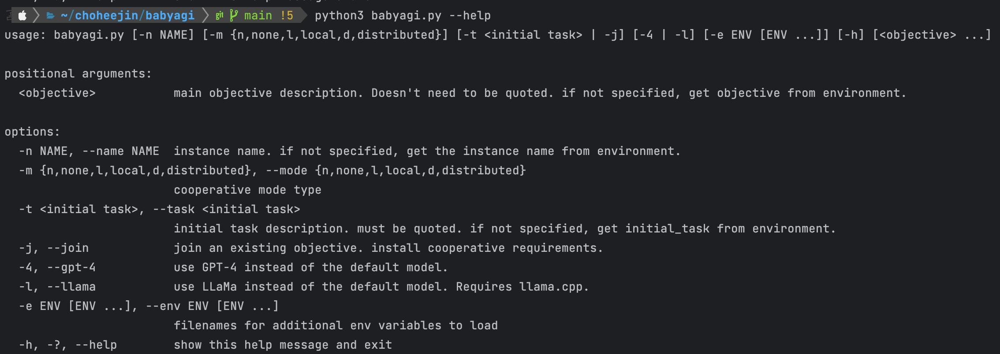 ~/choheejin/babyagi git main !5 python3 babyagi.py --help
usage: babyagi.py [-n NAME] [-m {n,none,l,local,d,distributed}] [-t <initial task> | -j] [-4 | -l] [-e ENV [ENV ...]] [-h] [<objective> ...]
positional arguments:
<objective> main objective description. Doesn't need to be quoted. if not specified, get objective from environment.
options:
-n NAME, --name NAME instance name. if not specified, get the instance name from environment.
-m {n,none,l,local,d,distributed}, --mode {n,none,l,local,d,distributed}
cooperative mode type
-t <initial task>, --task <initial task>
initial task description. must be quoted. if not specified, get initial_task from environment.
-j, --join join an existing objective. install cooperative requirements.
-4, --gpt-4 use GPT-4 instead of the default model.
-l, --llama use LLaMa instead of the default model. Requires llama.cpp.
-e ENV [ENV ...], --env ENV [ENV ...]
filenames for additional env variables to load
-h, -?, --help show this help message and exit